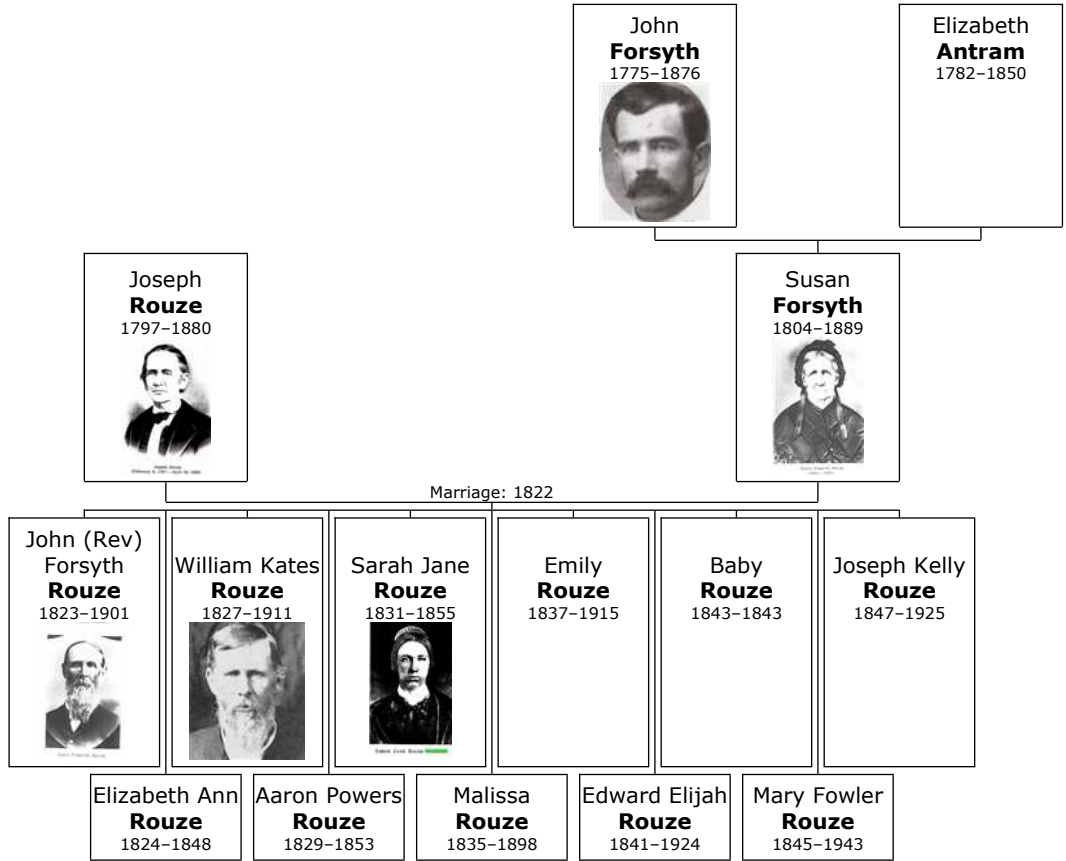 John
Forsyth
1775–1876
Elizabeth
Antram
1782–1850
Joseph
Rouze
1797–1880
Susan
Forsyth
1804–1889
Marriage: 1822
John (Rev)
Forsyth
Rouze
1823–1901
William Kates
Rouze
1827–1911
Sarah Jane
Rouze
1831–1855
Emily
Rouze
1837–1915
Baby
Rouze
1843–1843
Joseph Kelly
Rouze
1847–1925
Elizabeth Ann
Rouze
1824–1848
Aaron Powers
Rouze
1829–1853
Malissa
Rouze
1835–1898
Edward Elijah
Rouze
1841–1924
Mary Fowler
Rouze
1845–1943